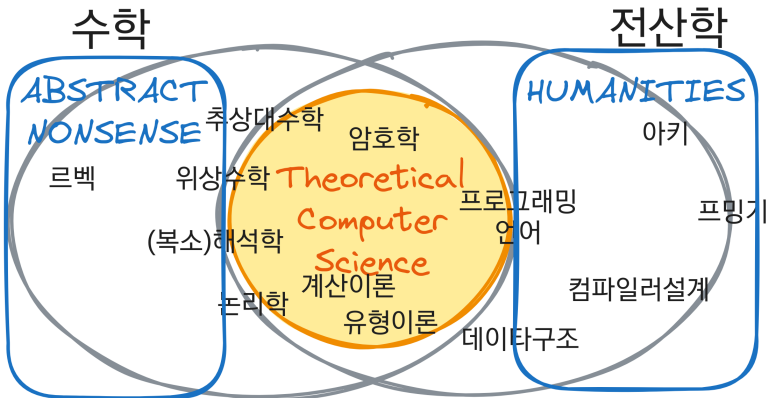 수학
전산학
ABSTRACT
NONSENSE
HUMANITIES
추상대수학
암호학
아키
르벡
위상수학
Theoretical
Computer
Science
프로그래밍
언어
프밍기
(복소)해석학
계산이론
컴파일러설계
논리학
유형이론
데이타구조